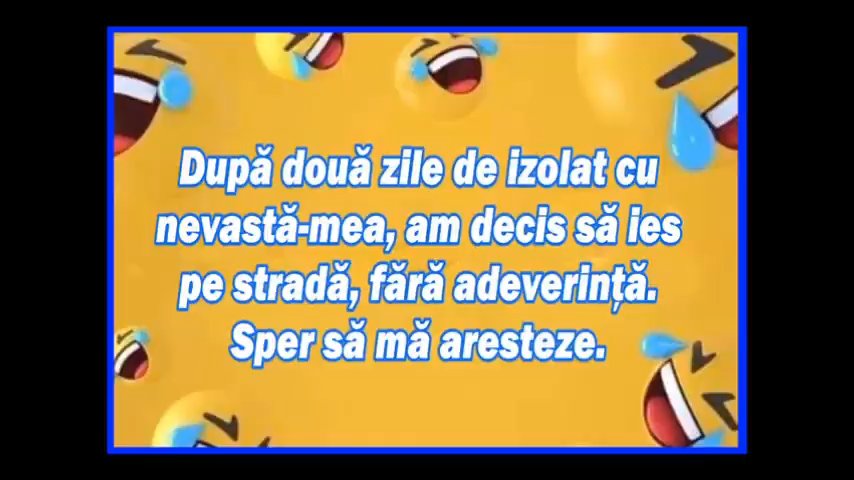 După două zile de izolat cu
nevastă-mea, am decis să ies
pe stradă, fără adeverință.
Sper să mă aresteze.